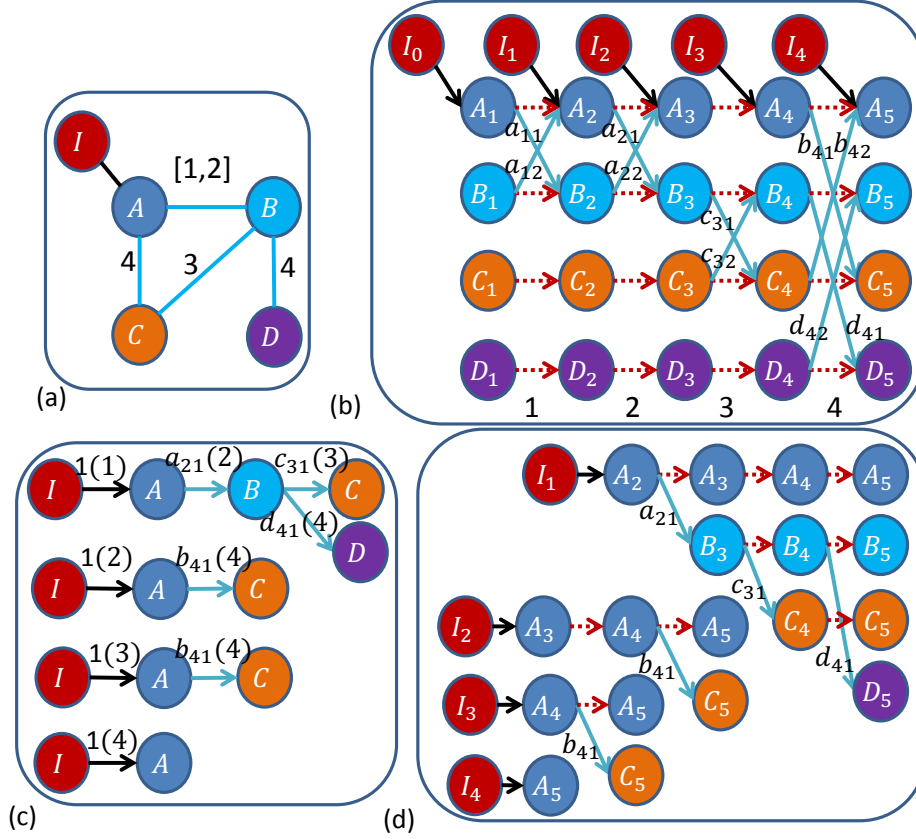 I
[1,2]
A
B
4
3
4
C
D
(a)
I₀ I₁ I₂ I₃ I₄
A₁ A₂ A₃ A₄ A₅
a₁₁ a₂₁ b₄₁ b₄₂
a₁₂ a₂₂
B₁ B₂ B₃ B₄ B₅
c₃₁
c₃₂
C₁ C₂ C₃ C₄ C₅
d₄₂ d₄₁
D₁ D₂ D₃ D₄ D₅
1 2 3 4
(b)
1(1) a₂₁(2) c₃₁(3)
I A B C
d₄₁(4)
D
1(2) b₄₁(4)
I A C
1(3) b₄₁(4)
I A C
1(4)
I A
(c)
I₁ A₂ A₃ A₄ A₅
a₂₁
B₃ B₄ B₅
c₃₁
C₄ C₅
d₄₁
D₅
I₂ A₃ A₄ A₅
b₄₁
C₅
I₃ A₄ A₅
b₄₁
C₅
I₄ A₅
(d)